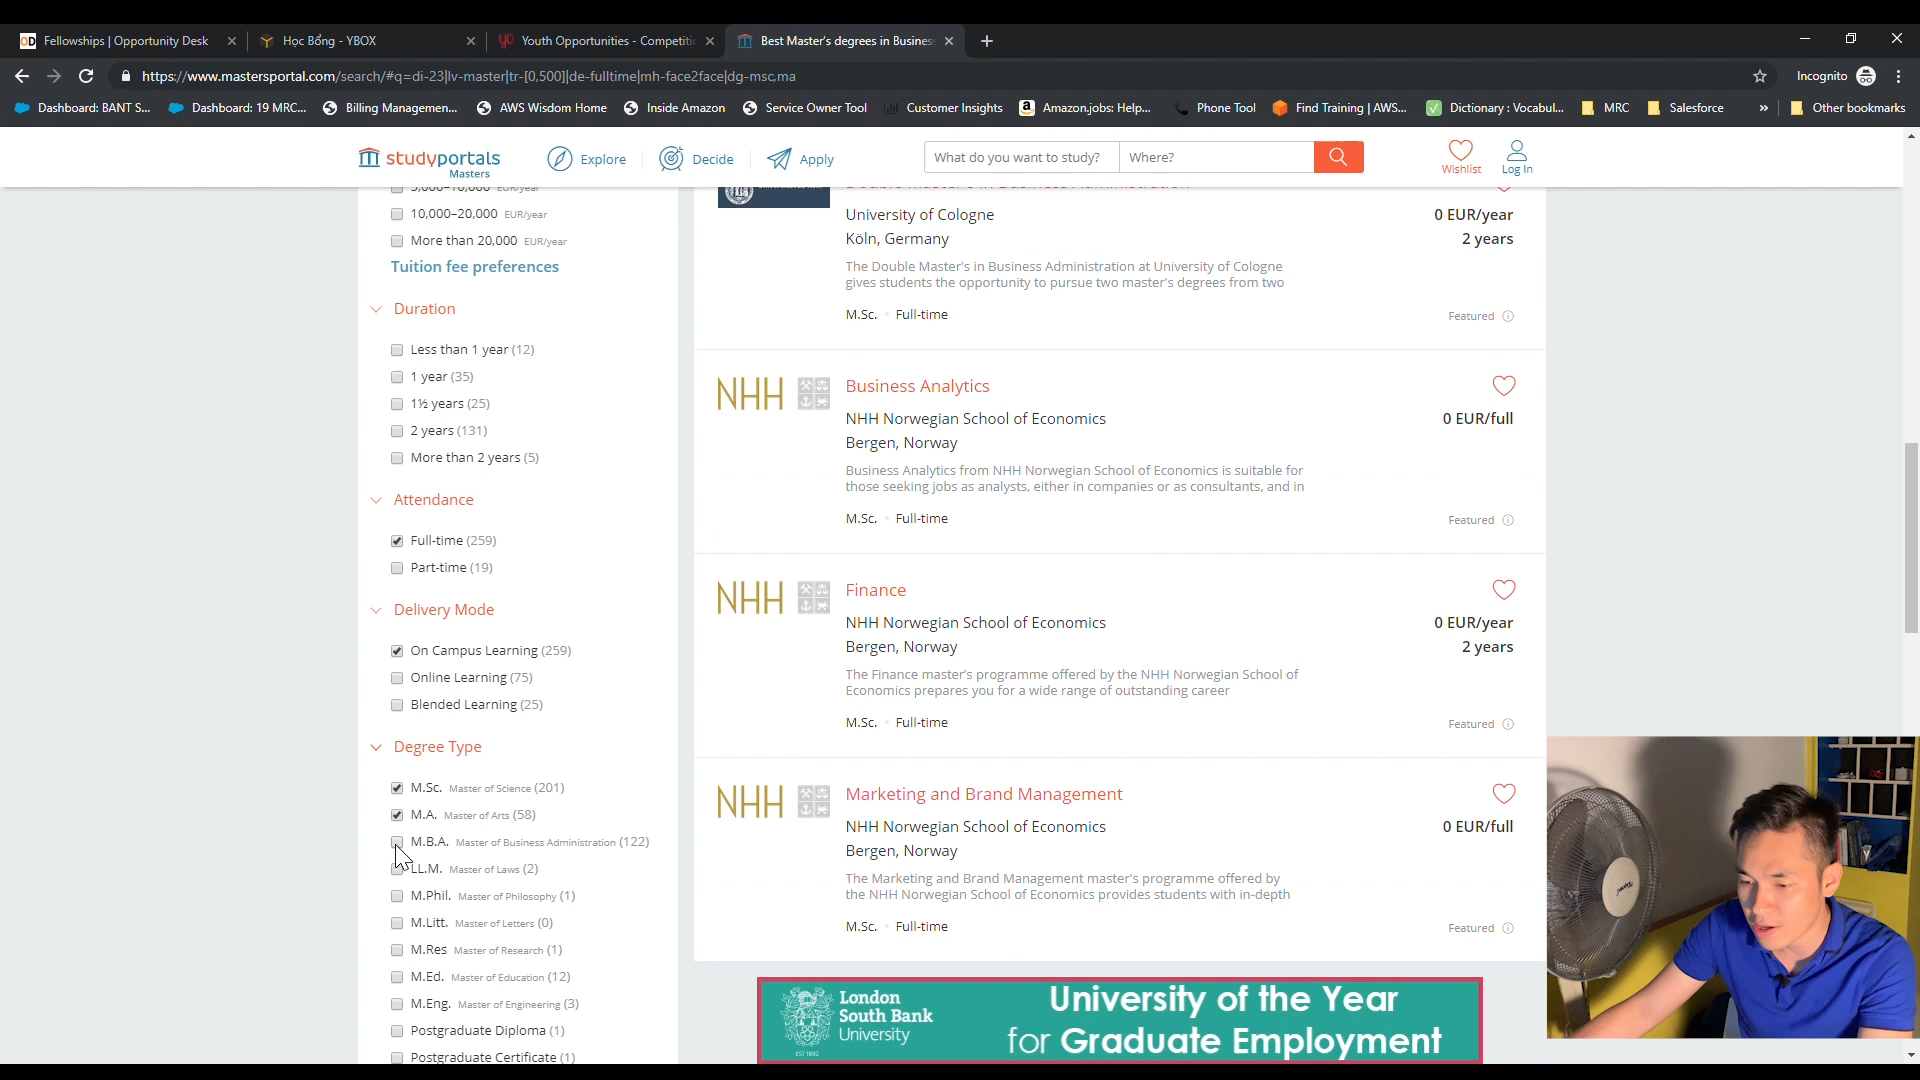 Fellowships | Opportunity Desk
Học Bổng - YBOX
Youth Opportunities - Competitic
Best Master's degrees in Busines
https://www.mastersportal.com/search/#q=di-23|lv-master|tr-[0,500]|de-fulltime|mh-face2face|dg-msc,ma
Incognito
Dashboard: BANT S...
Dashboard: 19 MRC...
Billing Managemen...
AWS Wisdom Home
Inside Amazon
Service Owner Tool
Customer Insights
Amazon.jobs: Help...
Phone Tool
Find Training | AWS...
Dictionary : Vocabul...
MRC
Salesforce
»
Other bookmarks
studyportals
Masters
Explore
Decide
Apply
What do you want to study?
Where?
Wishlist
Log In
5,000–10,000 EUR/year
10,000–20,000 EUR/year
More than 20,000 EUR/year
Tuition fee preferences
Duration
Less than 1 year (12)
1 year (35)
1½ years (25)
2 years (131)
More than 2 years (5)
Attendance
Full-time (259)
Part-time (19)
Delivery Mode
On Campus Learning (259)
Online Learning (75)
Blended Learning (25)
Degree Type
M.Sc. Master of Science (201)
M.A. Master of Arts (58)
M.B.A. Master of Business Administration (122)
LL.M. Master of Laws (2)
M.Phil. Master of Philosophy (1)
M.Litt. Master of Letters (0)
M.Res Master of Research (1)
M.Ed. Master of Education (12)
M.Eng. Master of Engineering (3)
Postgraduate Diploma (1)
Postgraduate Certificate (1)
Double Master's in Business Administration
University of Cologne
0 EUR/year
Köln, Germany
2 years
The Double Master's in Business Administration at University of Cologne
gives students the opportunity to pursue two master's degrees from two
M.Sc. Full-time
Featured
NHH
Business Analytics
NHH Norwegian School of Economics
0 EUR/full
Bergen, Norway
Business Analytics from NHH Norwegian School of Economics is suitable for
those seeking jobs as analysts, either in companies or as consultants, and in
M.Sc. Full-time
Featured
NHH
Finance
NHH Norwegian School of Economics
0 EUR/year
Bergen, Norway
2 years
The Finance master's programme offered by the NHH Norwegian School of
Economics prepares you for a wide range of outstanding career
M.Sc. Full-time
Featured
NHH
Marketing and Brand Management
NHH Norwegian School of Economics
0 EUR/full
Bergen, Norway
The Marketing and Brand Management master's programme offered by
the NHH Norwegian School of Economics provides students with in-depth
M.Sc. Full-time
Featured
London
South Bank
University
EST 1892
University of the Year
for Graduate Employment